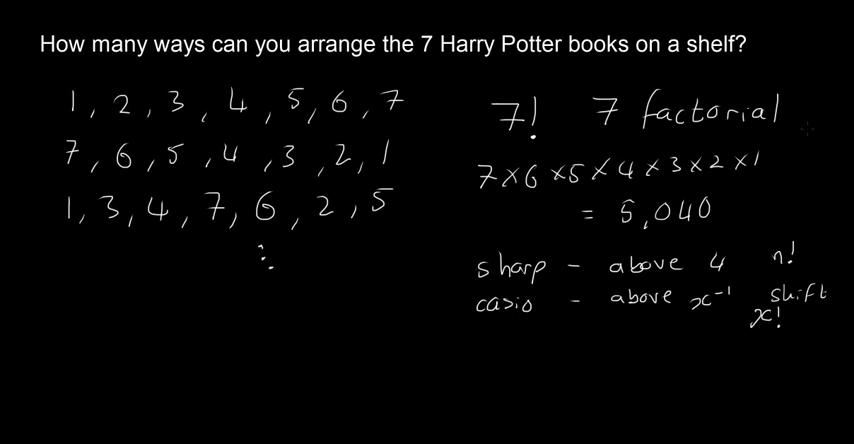 How many ways can you arrange the 7 Harry Potter books on a shelf?
1, 2, 3, 4, 5, 6, 7
7, 6, 5, 4, 3, 2, 1
1, 3, 4, 7, 6, 2, 5
7! 7 factorial
7 × 6 × 5 × 4 × 3 × 2 × 1
= 5,040
sharp - above 4 n!
casio - above x⁻¹ shift
x!